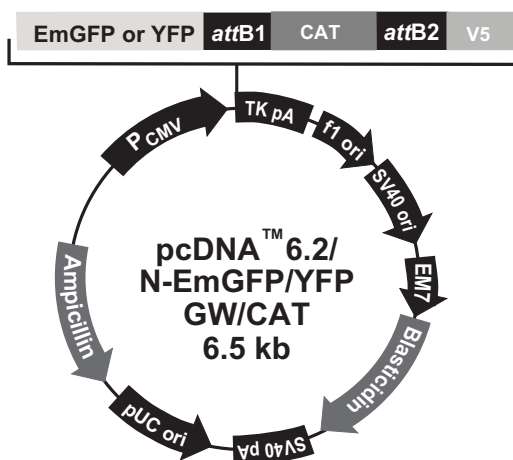 EmGFP or YFP attB1 CAT attB2 V5
PCMV
TK pA
f1 ori
SV40 ori
EM7
Blasticidin
SV40 pA
pUC ori
Ampicillin
pcDNA™6.2/
N-EmGFP/YFP
GW/CAT
6.5 kb